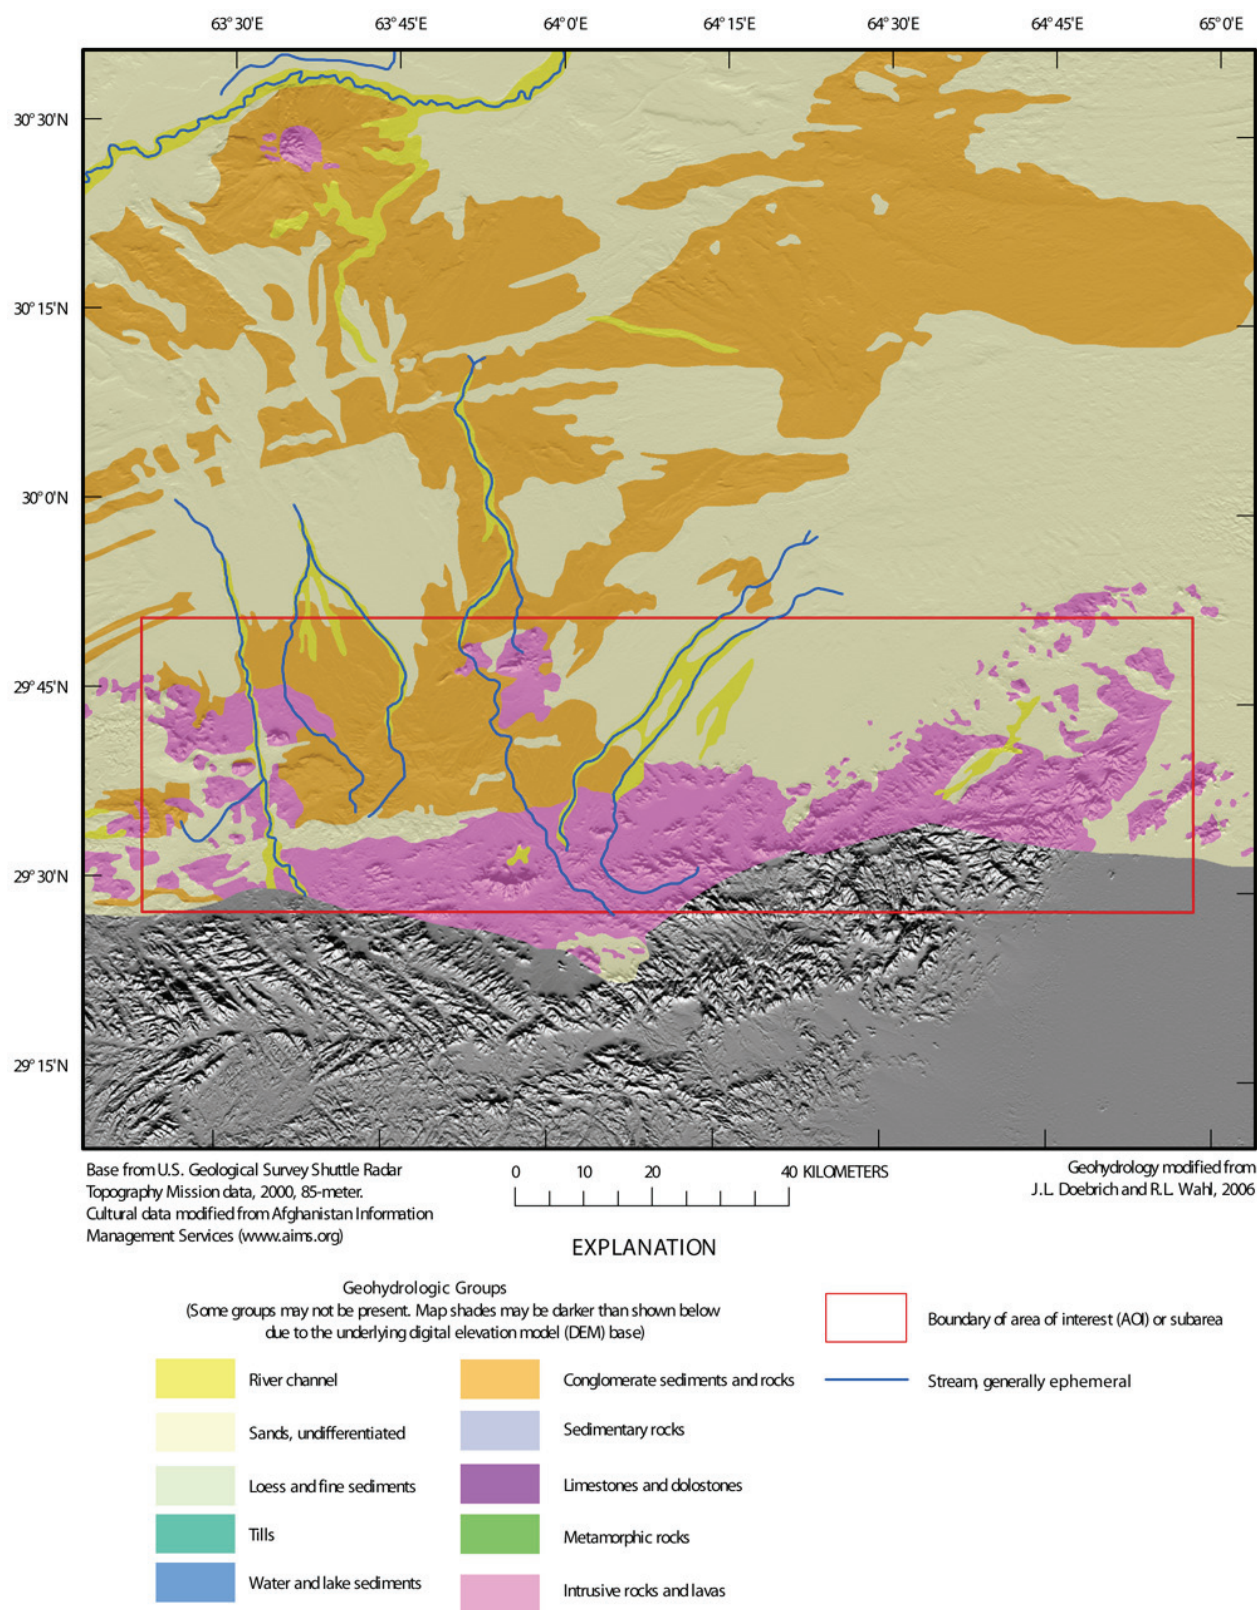 63° 30'E 63° 45'E 64° 0'E 64° 15'E 64° 30'E 64° 45'E 65° 0'E
30° 30'N
30° 15'N
30° 0'N
29° 45'N
29° 30'N
29° 15'N
Base from U.S. Geological Survey Shuttle Radar
Topography Mission data, 2000, 85-meter.
Cultural data modified from Afghanistan Information
Management Services (www.aims.org)
0 10 20 40 KILOMETERS
Geohydrology modified from
J.L. Doebrich and R.L. Wahl, 2006
EXPLANATION
Geohydrologic Groups
(Some groups may not be present. Map shades may be darker than shown below
due to the underlying digital elevation model (DEM) base)
River channel
Sands, undifferentiated
Loess and fine sediments
Tills
Water and lake sediments
Conglomerate sediments and rocks
Sedimentary rocks
Limestones and dolostones
Metamorphic rocks
Intrusive rocks and lavas
Boundary of area of interest (AOI) or subarea
Stream, generally ephemeral